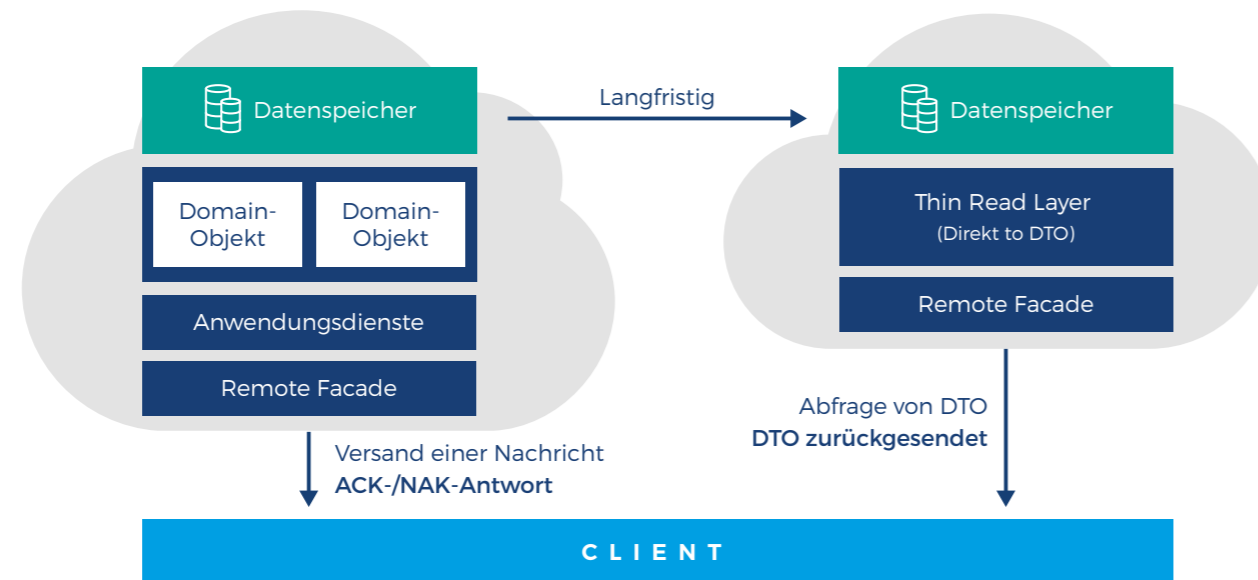 Datenspeicher
Langfristig
Datenspeicher
Domain-
Objekt
Domain-
Objekt
Anwendungsdienste
Remote Facade
Thin Read Layer
(Direkt to DTO)
Remote Facade
Versand einer Nachricht
ACK-/NAK-Antwort
Abfrage von DTO
DTO zurückgesendet
CLIENT